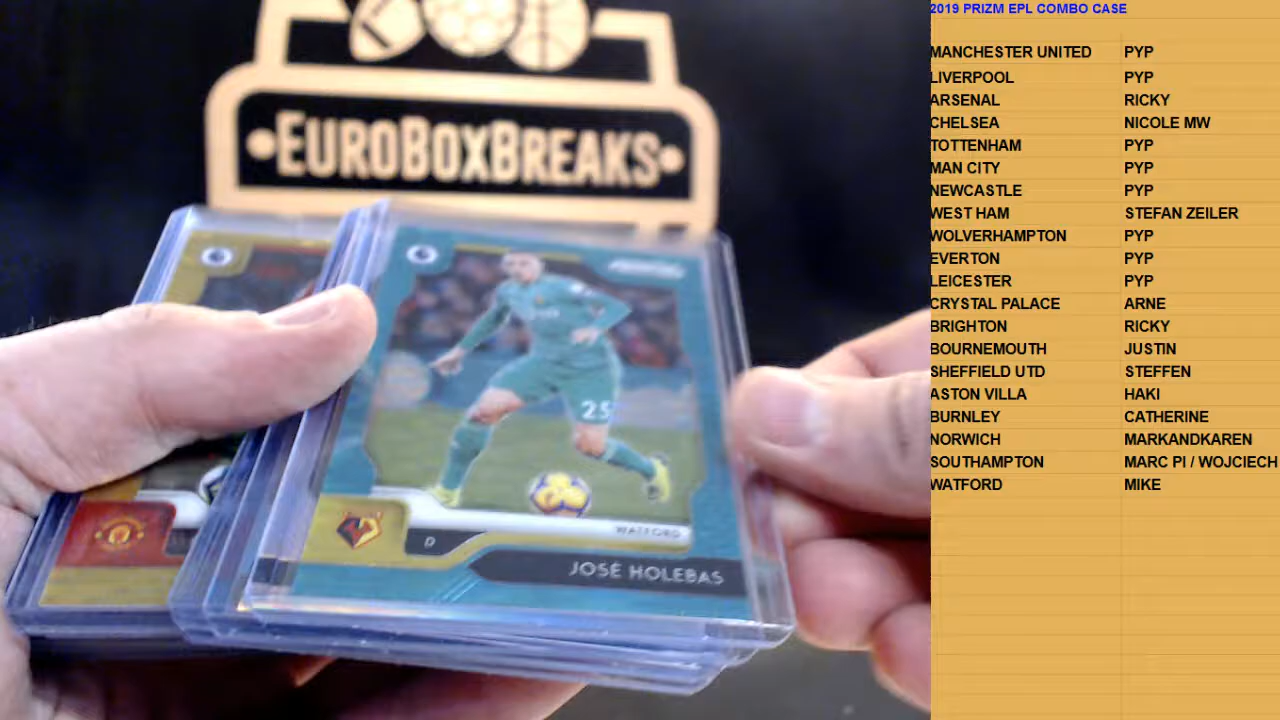 EUROBOXBREAKS
25
WATFORD
D
JOSÉ HOLEBAS
2019 PRIZM EPL COMBO CASE
MANCHESTER UNITED PYP
LIVERPOOL PYP
ARSENAL RICKY
CHELSEA NICOLE MW
TOTTENHAM PYP
MAN CITY PYP
NEWCASTLE PYP
WEST HAM STEFAN ZEILER
WOLVERHAMPTON PYP
EVERTON PYP
LEICESTER PYP
CRYSTAL PALACE ARNE
BRIGHTON RICKY
BOURNEMOUTH JUSTIN
SHEFFIELD UTD STEFFEN
ASTON VILLA HAKI
BURNLEY CATHERINE
NORWICH MARKANDKAREN
SOUTHAMPTON MARC PI / WOJCIECH
WATFORD MIKE